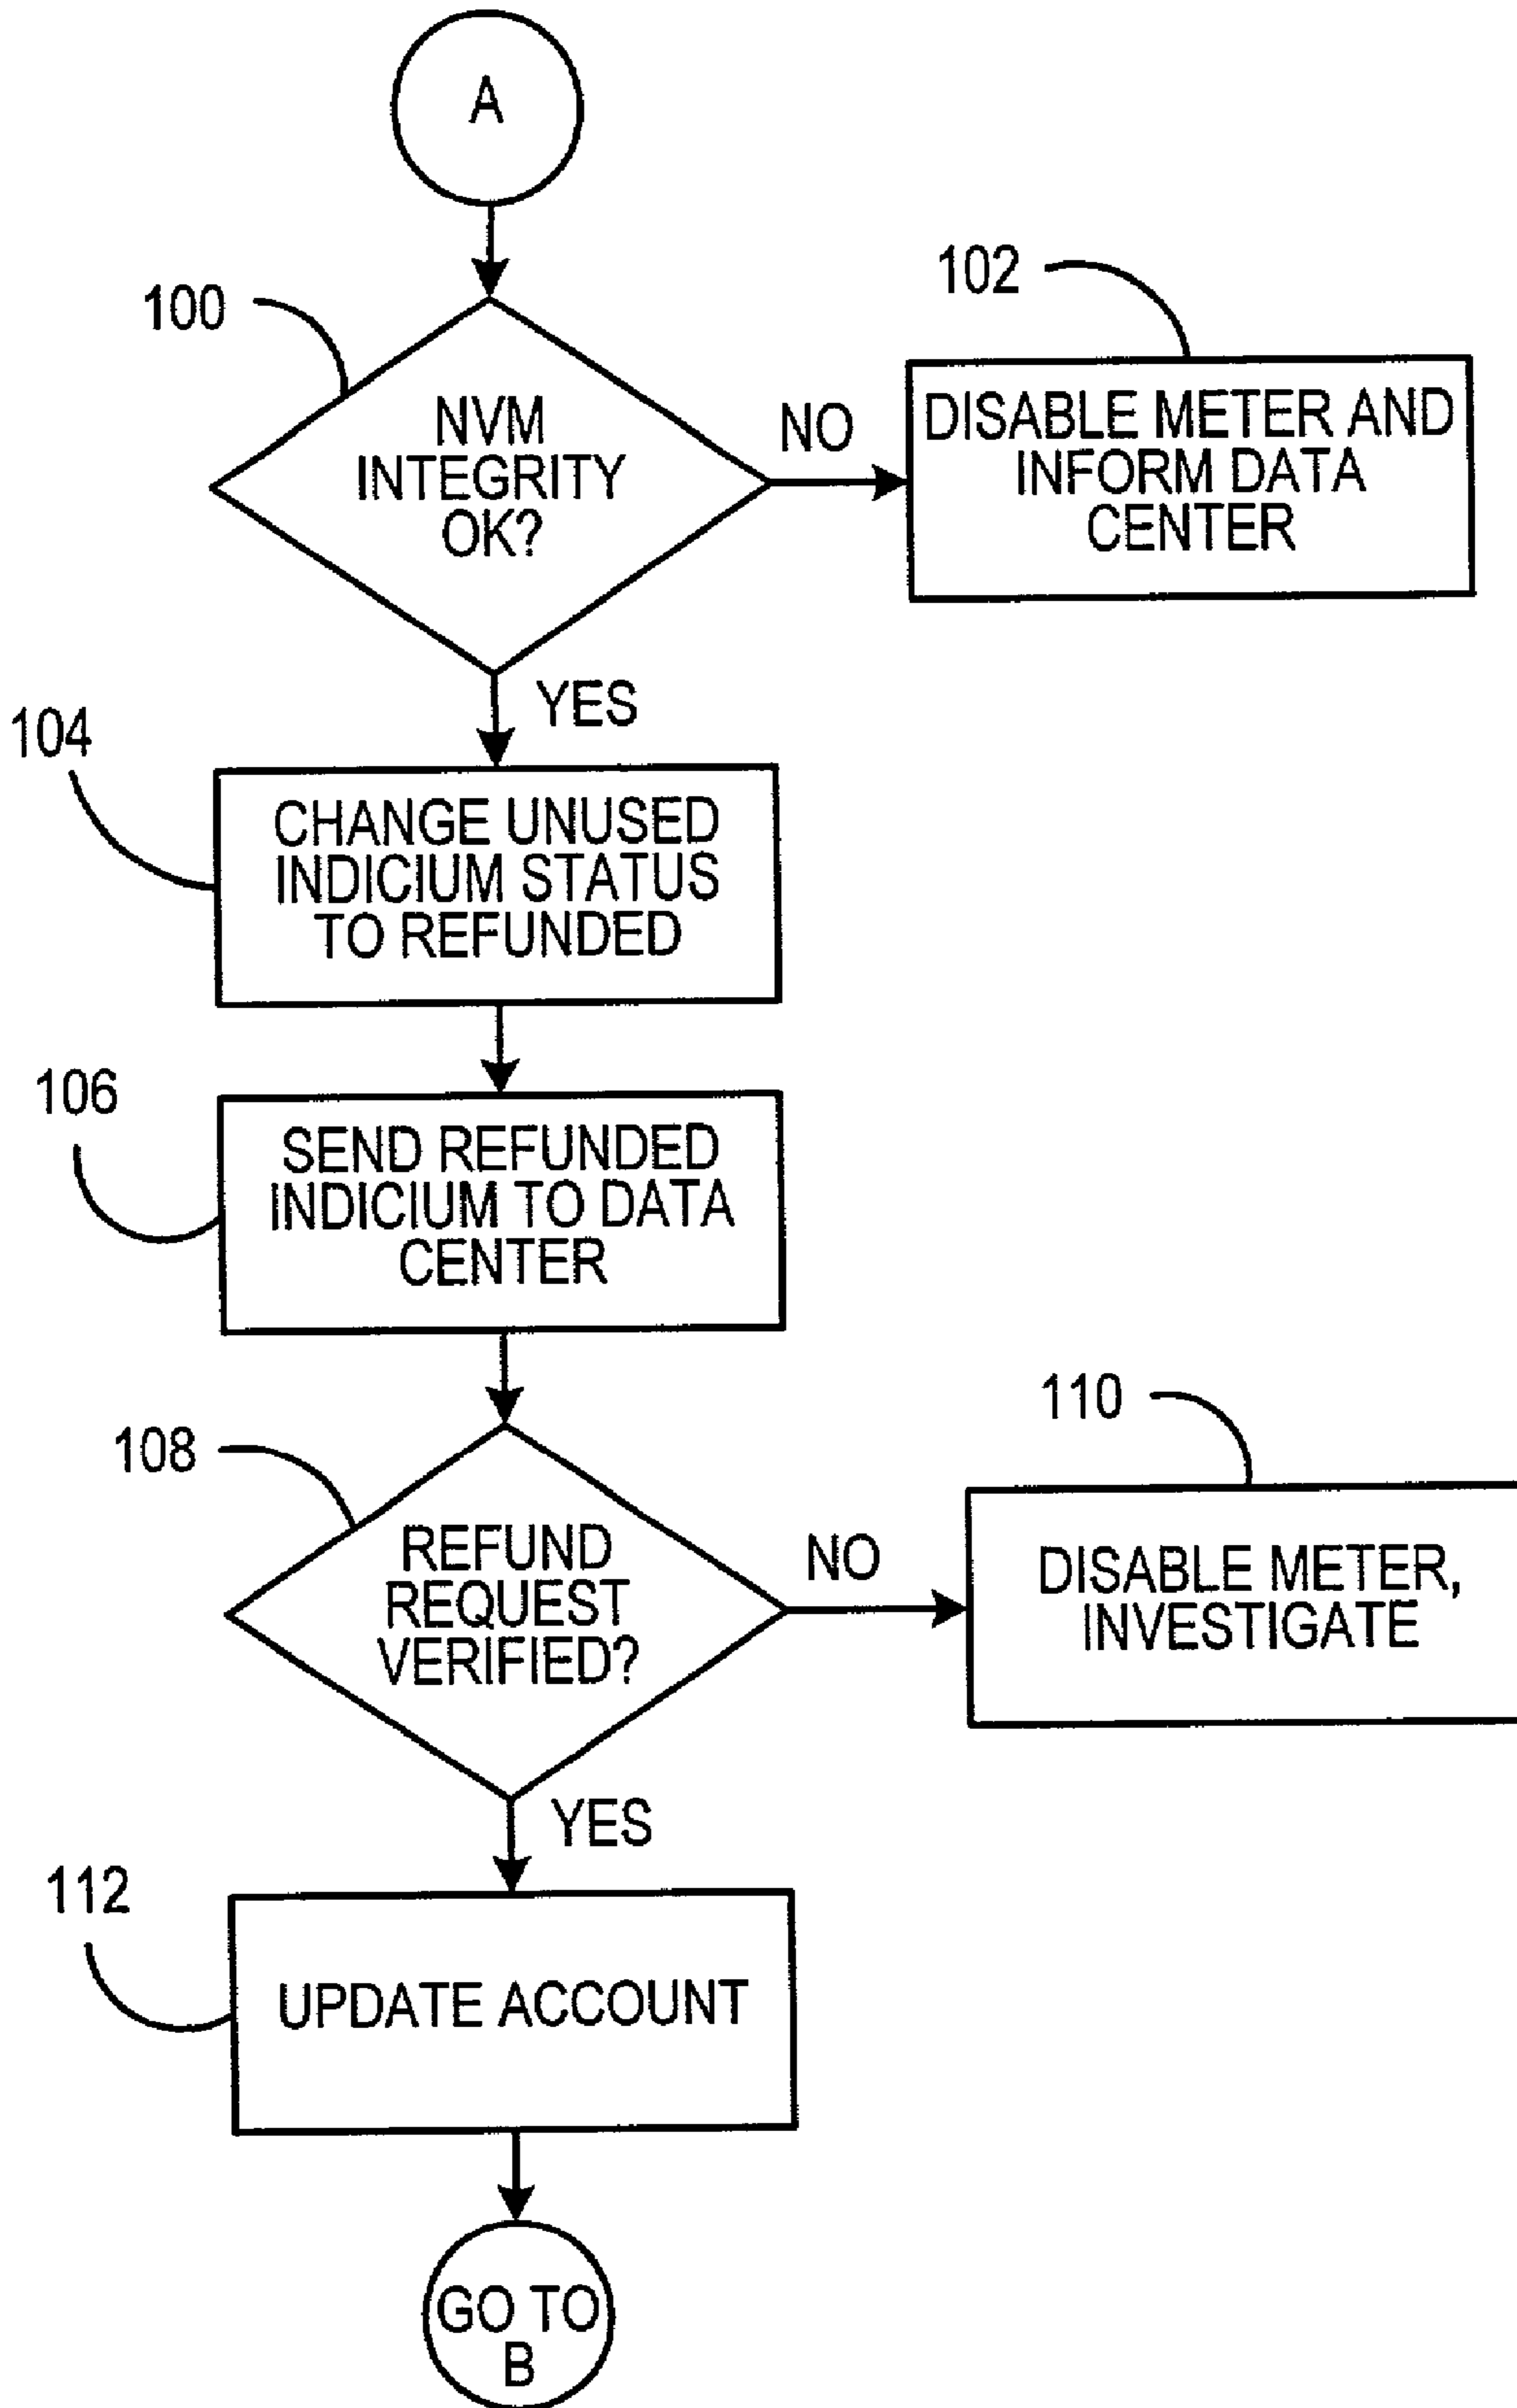 A
100
102
NVM
INTEGRITY
OK?
NO
DISABLE METER AND
INFORM DATA
CENTER
YES
104
CHANGE UNUSED
INDICIUM STATUS
TO REFUNDED
106
SEND REFUNDED
INDICIUM TO DATA
CENTER
108
110
REFUND
REQUEST
VERIFIED?
NO
DISABLE METER,
INVESTIGATE
YES
112
UPDATE ACCOUNT
GO TO
B